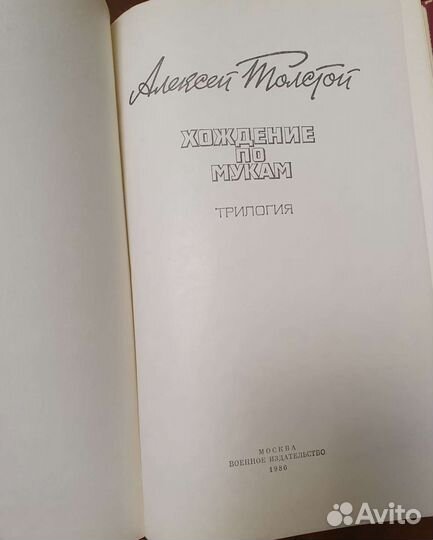 Алексей Толстой
ХОЖДЕНИЕ
ПО
МУКАМ
ТРИЛОГИЯ
МОСКВА
ВОЕННОЕ ИЗДАТЕЛЬСТВО
1986
Avito